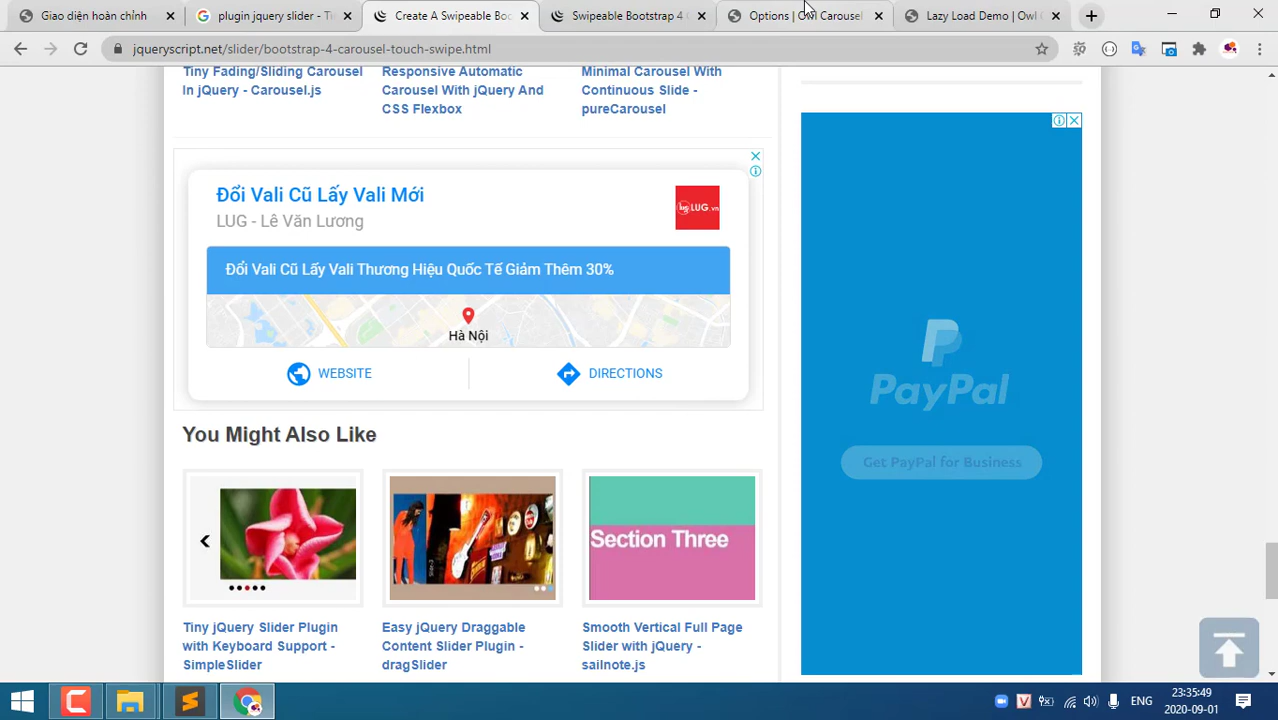 Giao diện hoàn chỉnh
plugin jquery slider - Ti
Create A Swipeable Boo
Swipeable Bootstrap 4 C
Options | Owl Carousel
Lazy Load Demo | Owl C
jqueryscript.net/slider/bootstrap-4-carousel-touch-swipe.html
Tiny Fading/Sliding Carousel
In jQuery - Carousel.js
Responsive Automatic
Carousel With jQuery And
CSS Flexbox
Minimal Carousel With
Continuous Slide -
pureCarousel
Đổi Vali Cũ Lấy Vali Mới
LUG - Lê Văn Lương
LUG.vn
Đổi Vali Cũ Lấy Vali Thương Hiệu Quốc Tế Giảm Thêm 30%
Hà Nội
WEBSITE
DIRECTIONS
PayPal
Get PayPal for Business
You Might Also Like
Section Three
Tiny jQuery Slider Plugin
with Keyboard Support -
SimpleSlider
Easy jQuery Draggable
Content Slider Plugin -
dragSlider
Smooth Vertical Full Page
Slider with jQuery -
sailnote.js
ENG
23:35:49
2020-09-01